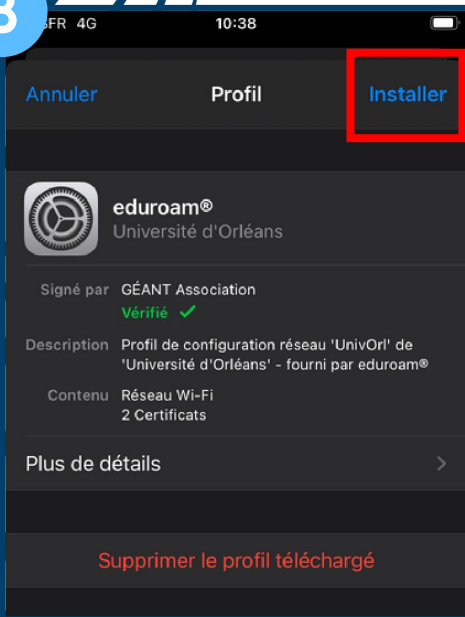 8
SFR 4G 10:38
Annuler Profil Installer
eduroam®
Université d'Orléans
Signé par GÉANT Association
Vérifié ✓
Description Profil de configuration réseau 'UnivOrl' de
'Université d'Orléans' - fourni par eduroam®
Contenu Réseau Wi-Fi
2 Certificats
Plus de détails
Supprimer le profil téléchargé